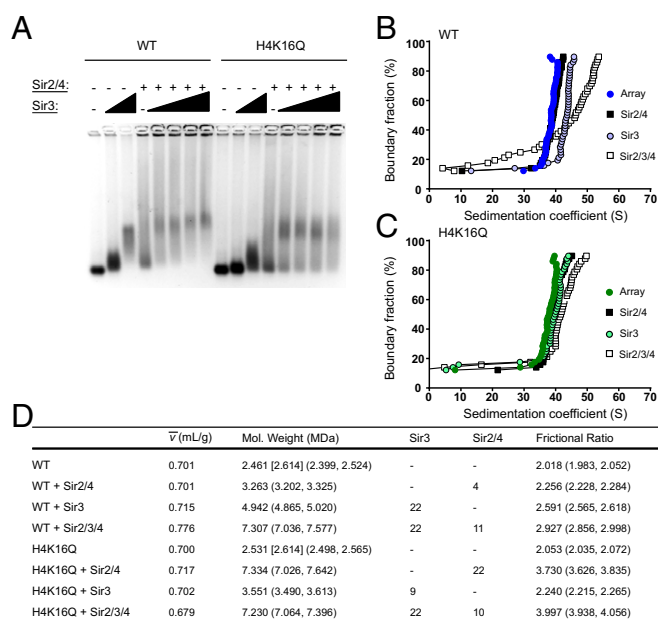 A
WT H4K16Q
Sir2/4: - - - + + + + + - - - + + + + +
Sir3: - - - -
B
WT
Boundary fraction (%)
100
80
60
40
20
0
0 10 20 30 40 50 60 70
Sedimentation coefficient (S)
Array
Sir2/4
Sir3
Sir2/3/4
C
H4K16Q
Boundary fraction (%)
100
80
60
40
20
0
0 10 20 30 40 50 60 70
Sedimentation coefficient (S)
Array
Sir2/4
Sir3
Sir2/3/4
D
v̅ (mL/g) Mol. Weight (MDa) Sir3 Sir2/4 Frictional Ratio
WT 0.701 2.461 [2.614] (2.399, 2.524) - - 2.018 (1.983, 2.052)
WT + Sir2/4 0.701 3.263 (3.202, 3.325) - 4 2.256 (2.228, 2.284)
WT + Sir3 0.715 4.942 (4.865, 5.020) 22 - 2.591 (2.565, 2.618)
WT + Sir2/3/4 0.776 7.307 (7.036, 7.577) 22 11 2.927 (2.856, 2.998)
H4K16Q 0.700 2.531 [2.614] (2.498, 2.565) - - 2.053 (2.035, 2.072)
H4K16Q + Sir2/4 0.717 7.334 (7.026, 7.642) - 22 3.730 (3.626, 3.835)
H4K16Q + Sir3 0.702 3.551 (3.490, 3.613) 9 - 2.240 (2.215, 2.265)
H4K16Q + Sir2/3/4 0.679 7.230 (7.064, 7.396) 22 10 3.997 (3.938, 4.056)